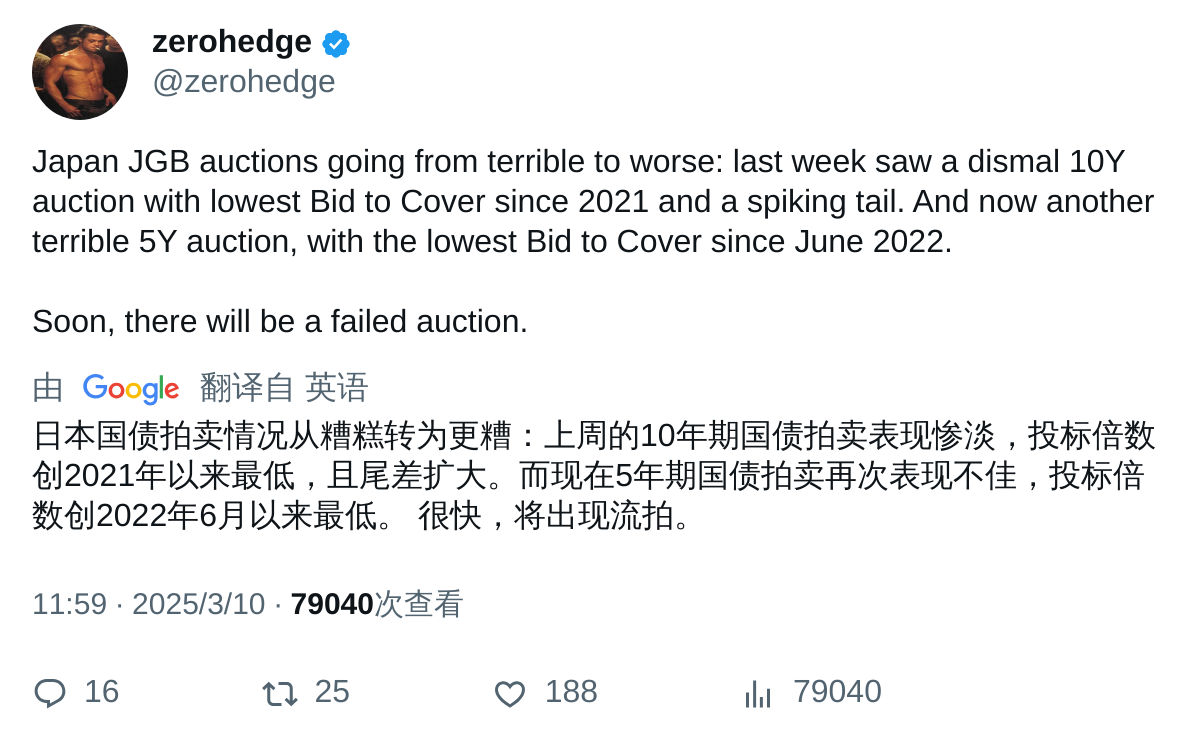 zerohedge
@zerohedge
Japan JGB auctions going from terrible to worse: last week saw a dismal 10Y
auction with lowest Bid to Cover since 2021 and a spiking tail. And now another
terrible 5Y auction, with the lowest Bid to Cover since June 2022.
Soon, there will be a failed auction.
由 Google 翻译自 英语
日本国债拍卖情况从糟糕转为更糟：上周的10年期国债拍卖表现惨淡，投标倍数
创2021年以来最低，且尾差扩大。而现在5年期国债拍卖再次表现不佳，投标倍
数创2022年6月以来最低。 很快，将出现流拍。
11:59 · 2025/3/10 · 79040次查看
16 25 188 79040